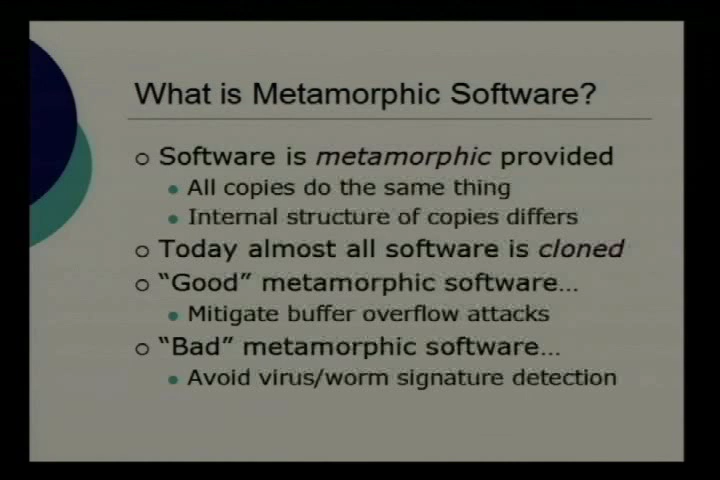 What is Metamorphic Software?
Software is metamorphic provided
All copies do the same thing
Internal structure of copies differs
Today almost all software is cloned
“Good” metamorphic software…
Mitigate buffer overflow attacks
“Bad” metamorphic software…
Avoid virus/worm signature detection